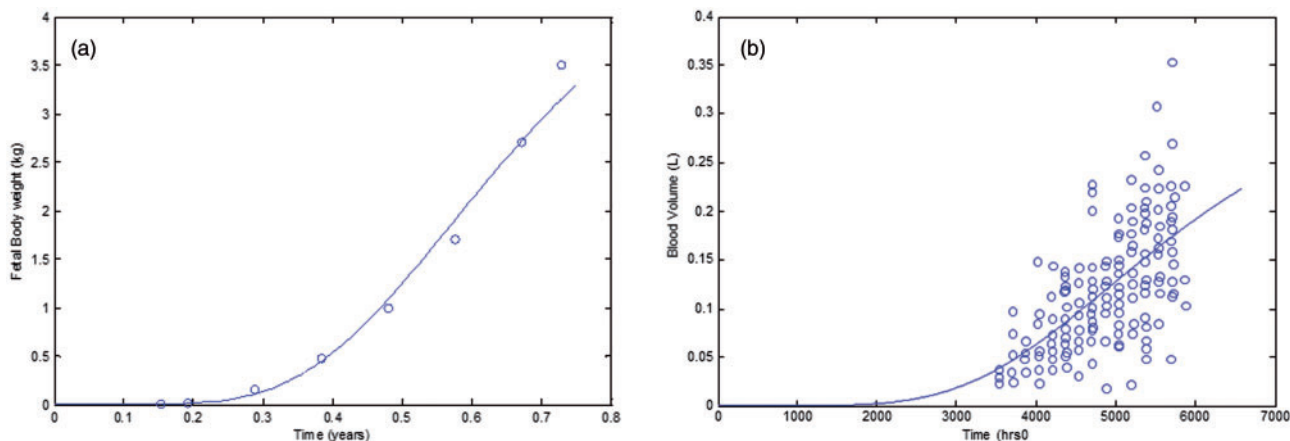 (a)
Fetal Body weight (kg)
4
3.5
3
2.5
2
1.5
1
0.5
0
0 0.1 0.2 0.3 0.4 0.5 0.6 0.7 0.8
Time (years)
(b)
Blood Volume (L)
0.4
0.35
0.3
0.25
0.2
0.15
0.1
0.05
0
0 1000 2000 3000 4000 5000 6000 7000
Time (hrs0